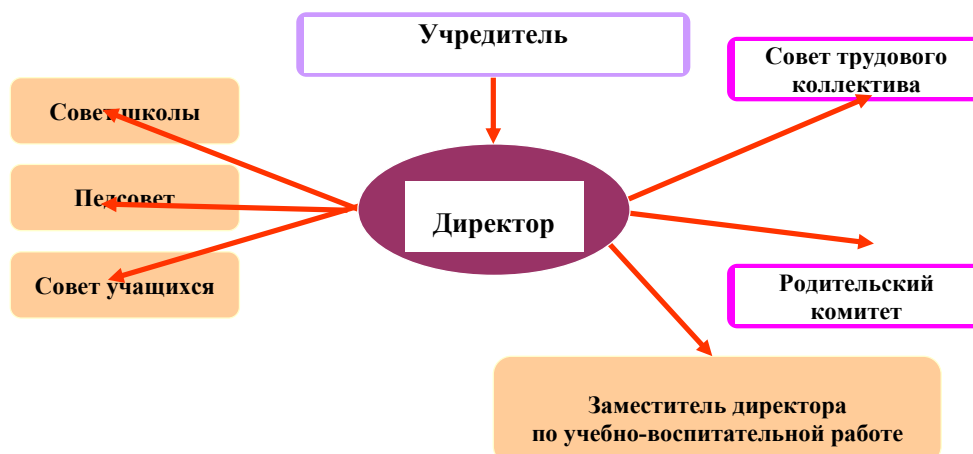 Учредитель
Совет трудового
коллектива
Совет школы
Педсовет
Директор
Совет учащихся
Родительский
комитет
Заместитель директора
по учебно-воспитательной работе